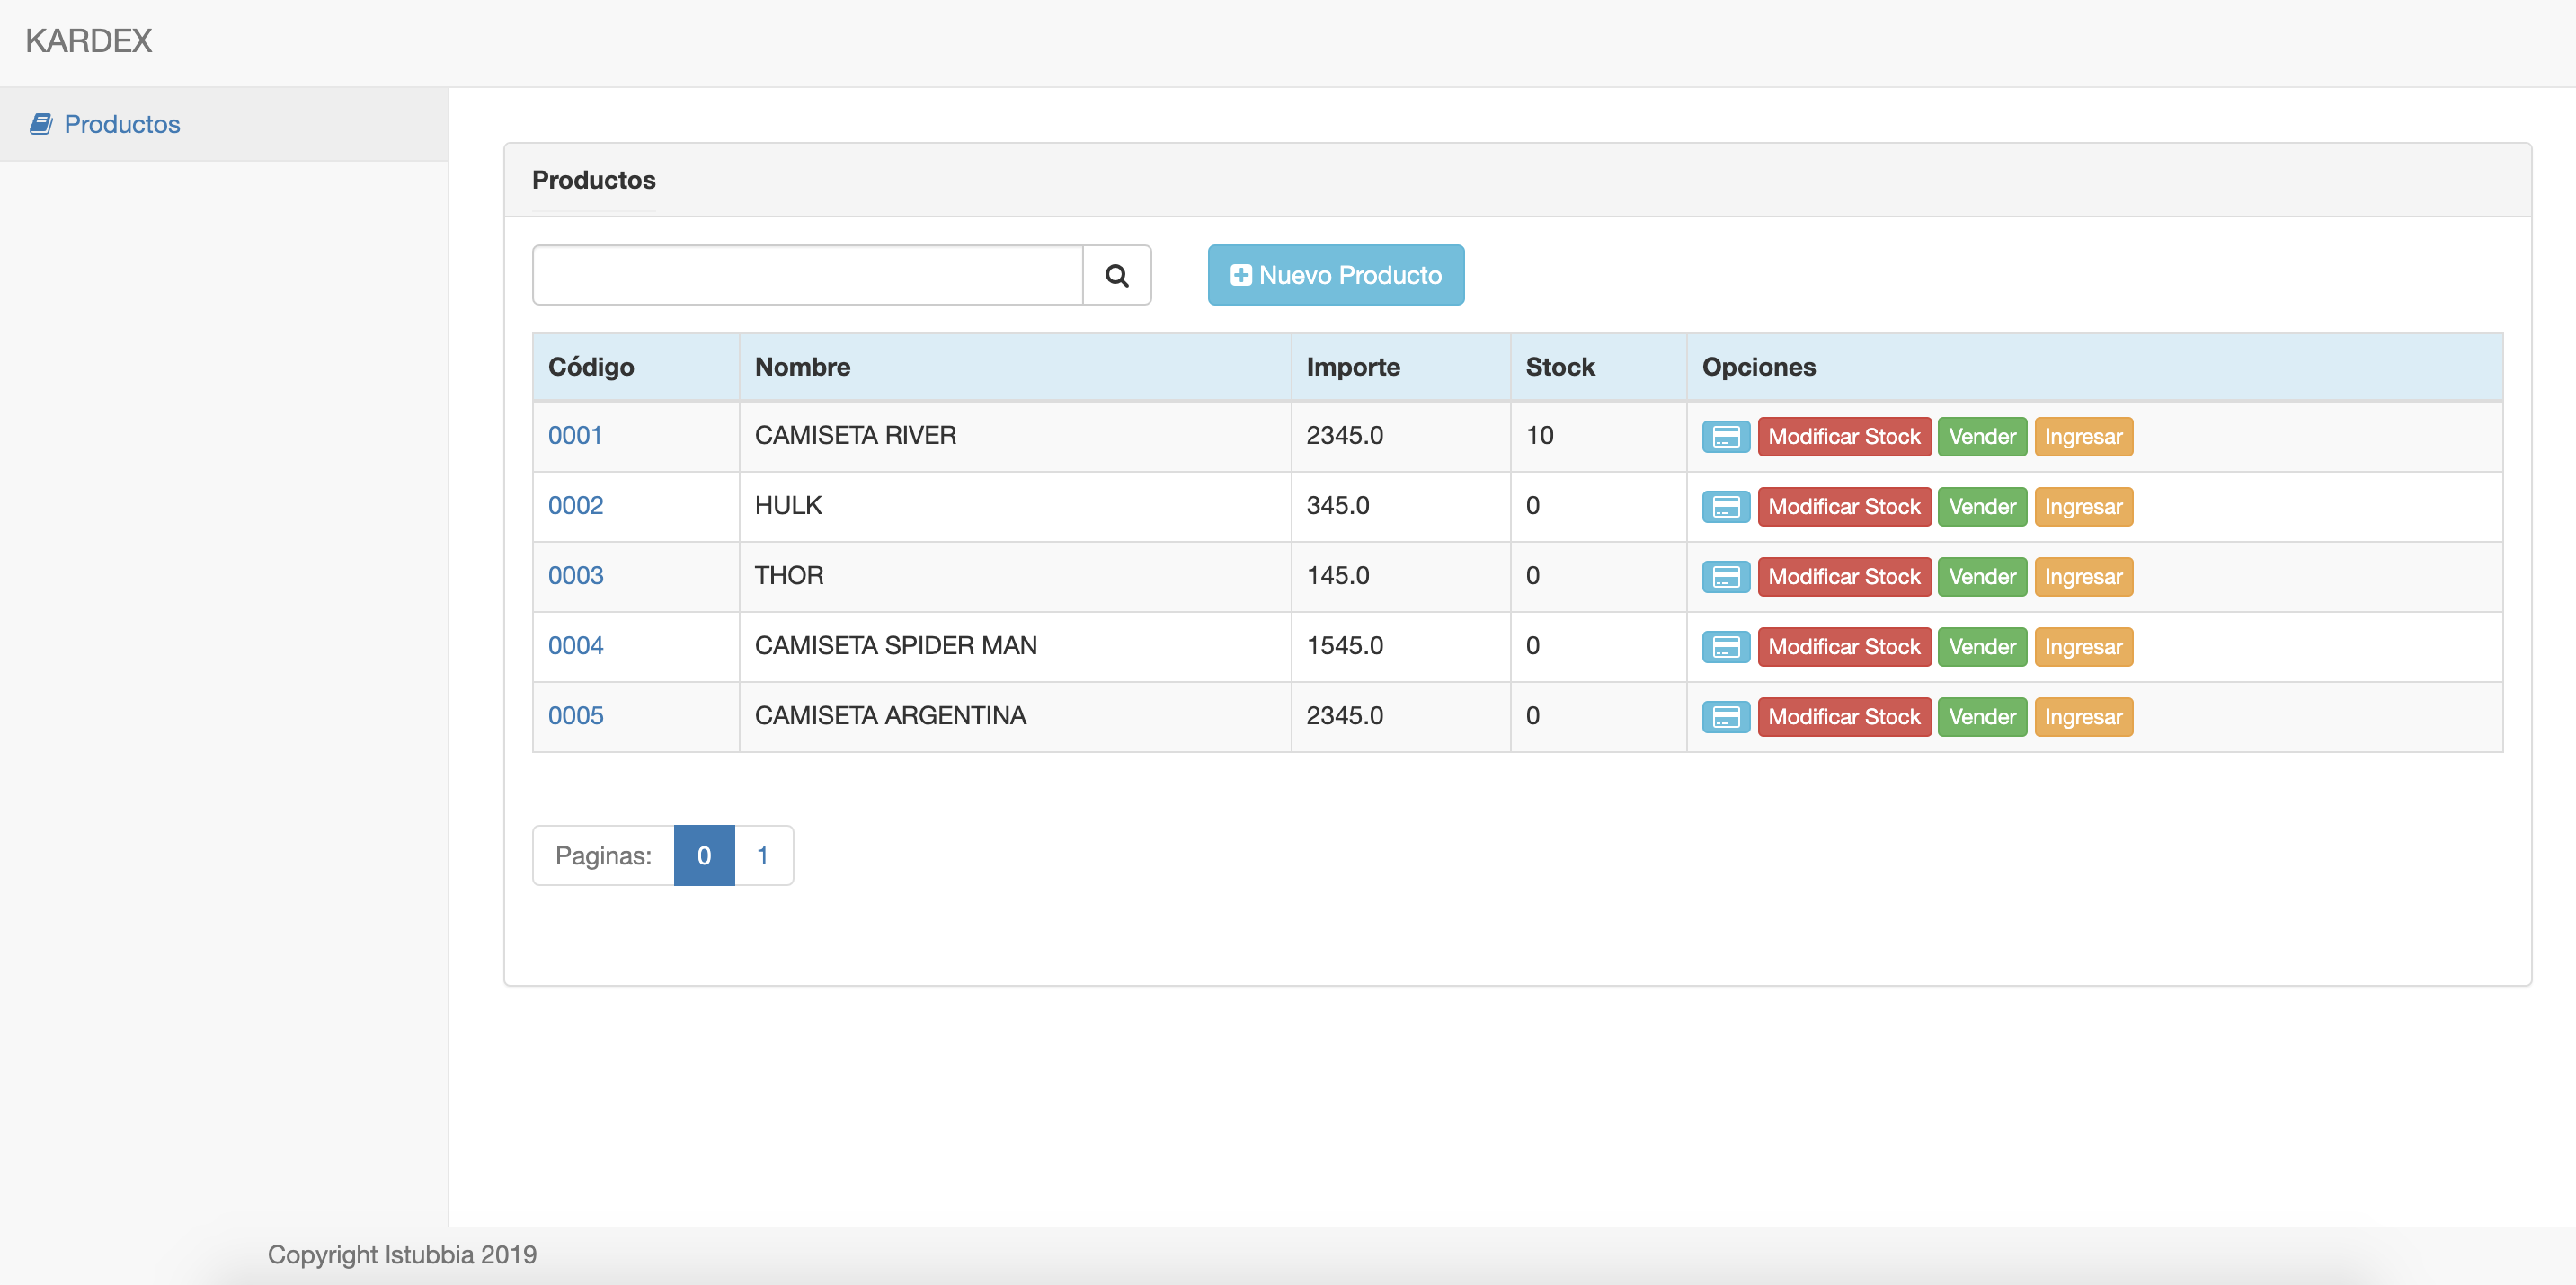 KARDEX
Productos
Productos
Nuevo Producto
Código Nombre Importe Stock Opciones
0001 CAMISETA RIVER 2345.0 10 Modificar Stock Vender Ingresar
0002 HULK 345.0 0 Modificar Stock Vender Ingresar
0003 THOR 145.0 0 Modificar Stock Vender Ingresar
0004 CAMISETA SPIDER MAN 1545.0 0 Modificar Stock Vender Ingresar
0005 CAMISETA ARGENTINA 2345.0 0 Modificar Stock Vender Ingresar
Paginas: 0 1
Copyright lstubbia 2019